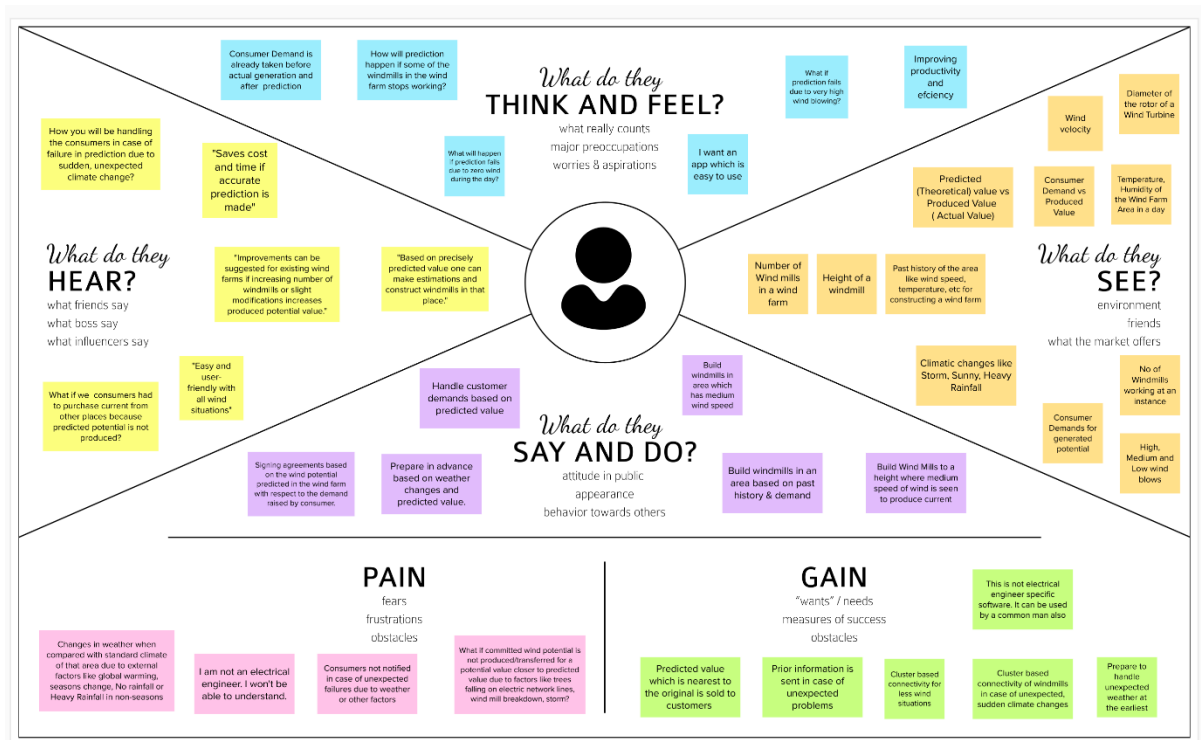 Consumer Demand is
already taken before
actual generation and
after prediction
How will prediction
happen if some of the
windmills in the wind
farm stops working?
What do they
THINK AND FEEL?
what really counts
major preoccupations
worries & aspirations
What will happen
if prediction fails
due to zero wind
during the day?
What if
prediction fails
due to very high
wind blowing?
Improving
productivity
and
efciency
I want an
app which is
easy to use
How you will be handling
the consumers in case of
failure in prediction due to
sudden, unexpected
climate change?
"Saves cost
and time if
accurate
prediction is
made"
What do they
HEAR?
what friends say
what boss say
what influencers say
"Improvements can be
suggested for existing wind
farms if increasing number of
windmills or slight
modifications increases
produced potential value."
"Based on precisely
predicted value one can
make estimations and
construct windmills in that
place."
What if we consumers had
to purchase current from
other places because
predicted potential is not
produced?
"Easy and
user-
friendly with
all wind
situations"
Wind
velocity
Diameter of
the rotor of a
Wind Turbine
Predicted
(Theoretical) value vs
Produced Value
( Actual Value)
Consumer
Demand vs
Produced
Value
Temperature,
Humidity of
the Wind Farm
Area in a day
Number of
Wind mills
in a wind
farm
Height of a
windmill
Past history of the area
like wind speed,
temperature, etc for
constructing a wind farm
What do they
SEE?
environment
friends
what the market offers
Climatic changes like
Storm, Sunny, Heavy
Rainfall
No of
Windmills
working at an
instance
Consumer
Demands for
generated
potential
High,
Medium and
Low wind
blows
Handle customer
demands based on
predicted value
Build
windmills in
area which
has medium
wind speed
What do they
SAY AND DO?
attitude in public
appearance
behavior towards others
Signing agreements based
on the wind potential
predicted in the wind farm
with respect to the demand
raised by consumer.
Prepare in advance
based on weather
changes and
predicted value.
Build windmills in an
area based on past
history & demand
Build Wind Mills to a
height where medium
speed of wind is seen
to produce current
PAIN
fears
frustrations
obstacles
Changes in weather when
compared with standard climate
of that area due to external
factors like global warming,
seasons change, No rainfall or
Heavy Rainfall in non-seasons
I am not an electrical
engineer. I won't be
able to understand.
Consumers not notified
in case of unexpected
failures due to weather
or other factors
What if committed wind potential is
not produced/transferred for a
potential value closer to predicted
value due to factors like trees
falling on electric network lines,
wind mill breakdown, storm?
GAIN
"wants" / needs
measures of success
obstacles
This is not electrical
engineer specific
software. It can be used
by a common man also
Predicted value
which is nearest to
the original is sold to
customers
Prior information is
sent in case of
unexpected
problems
Cluster based
connectivity for
less wind
situations
Cluster based
connectivity of windmills
in case of unexpected,
sudden climate changes
Prepare to
handle
unexpected
weather at
the earliest